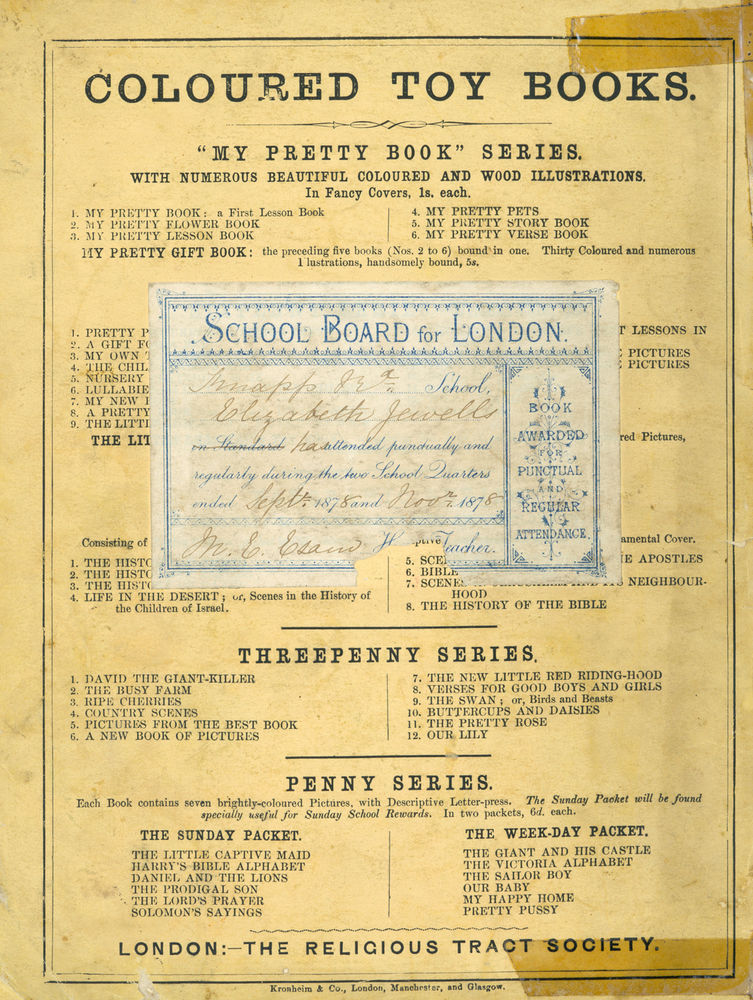 COLOURED TOY BOOKS.
"MY PRETTY BOOK" SERIES.
WITH NUMEROUS BEAUTIFUL COLOURED AND WOOD ILLUSTRATIONS.
In Fancy Covers, 1s. each.
1. MY PRETTY BOOK: a First Lesson Book
2. MY PRETTY FLOWER BOOK
3. MY PRETTY LESSON BOOK
4. MY PRETTY PETS
5. MY PRETTY STORY BOOK
6. MY PRETTY VERSE BOOK
MY PRETTY GIFT BOOK: the preceding five books (Nos. 2 to 6) bound in one. Thirty Coloured and numerous
lustrations, handsomely bound, 5s.
1. PRETTY P
2. A GIFT FO
3. MY OWN
4. THE CHIL
5. NURSERY
6. LULLABIE
7. MY NEW
8. A PRETTY
9. THE LITTL
T LESSONS IN
PICTURES
PICTURES
THE LIT
red Pictures,
SCHOOL BOARD for LONDON.
Knapp Rd School,
Elizabeth Jewells
on Standard has attended punctually and
regularly during the two School Quarters
ended Septr. 1878 and Novr. 1878
M. E. Teacher.
BOOK
AWARDED
FOR
PUNCTUAL
AND
REGULAR
ATTENDANCE.
Consisting of
amental Cover.
1. THE HISTO
2. THE HISTO
3. THE HISTO
4. LIFE IN THE DESERT; or, Scenes in the History of
the Children of Israel.
5. SCE
E APOSTLES
6. BIBLE
7. SCENE
NEIGHBOUR-
HOOD
8. THE HISTORY OF THE BIBLE
THREEPENNY SERIES.
1. DAVID THE GIANT-KILLER
2. THE BUSY FARM
3. RIPE CHERRIES
4. COUNTRY SCENES
5. PICTURES FROM THE BEST BOOK
6. A NEW BOOK OF PICTURES
7. THE NEW LITTLE RED RIDING-HOOD
8. VERSES FOR GOOD BOYS AND GIRLS
9. THE SWAN; or, Birds and Beasts
10. BUTTERCUPS AND DAISIES
11. THE PRETTY ROSE
12. OUR LILY
PENNY SERIES.
Each Book contains seven brightly-coloured Pictures, with Descriptive Letter-press. The Sunday Packet will be found
specially useful for Sunday School Rewards. In two packets, 6d. each.
THE SUNDAY PACKET.
THE LITTLE CAPTIVE MAID
HARRY'S BIBLE ALPHABET
DANIEL AND THE LIONS
THE PRODIGAL SON
THE LORD'S PRAYER
SOLOMON'S SAYINGS
THE WEEK-DAY PACKET.
THE GIANT AND HIS CASTLE
THE VICTORIA ALPHABET
THE SAILOR BOY
OUR BABY
MY HAPPY HOME
PRETTY PUSSY
LONDON:—THE RELIGIOUS TRACT SOCIETY.
Kronheim & Co., London, Manchester, and Glasgow.